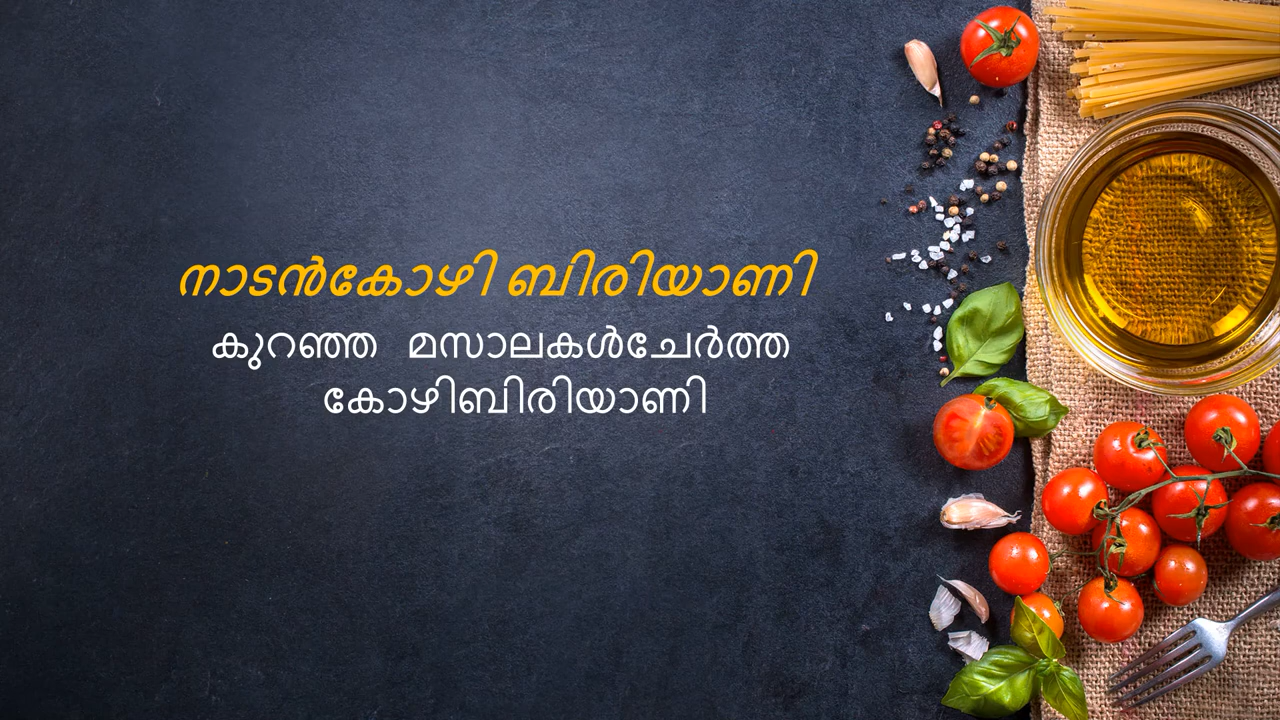 നാടൻകോഴി ബിരിയാണി
കുറഞ്ഞ മസാലകൾചേർത്ത
കോഴിബിരിയാണി